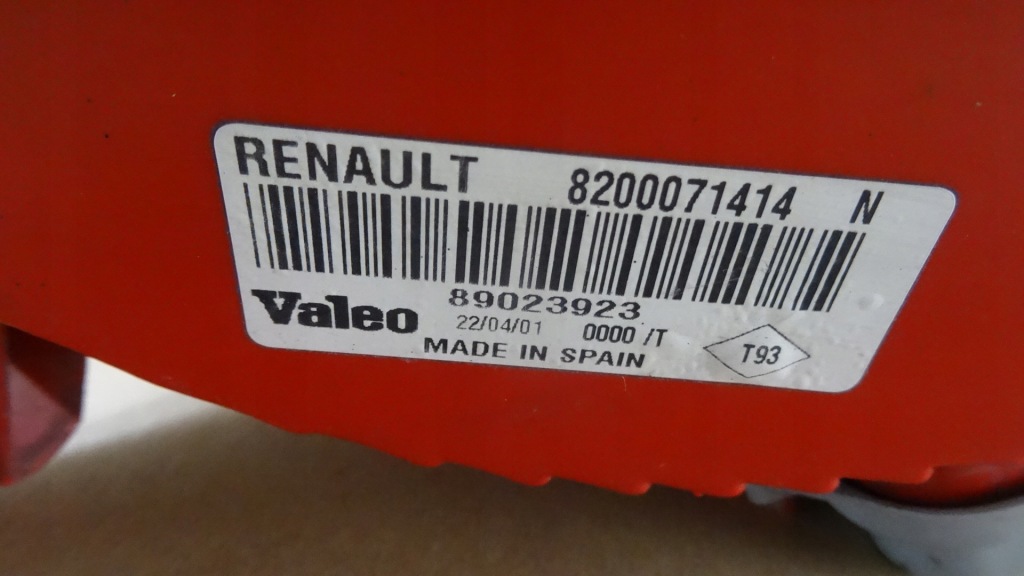 RENAULT 8200071414 N
Valeo 89023923
22/04/01 0000 /T
MADE IN SPAIN
T93